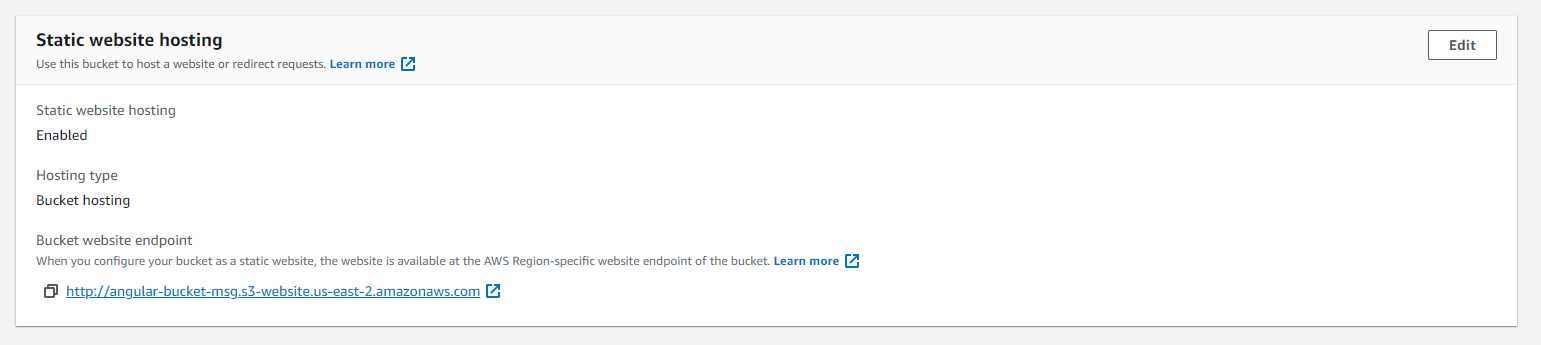 Static website hosting
Edit
Use this bucket to host a website or redirect requests. Learn more
Static website hosting
Enabled
Hosting type
Bucket hosting
Bucket website endpoint
When you configure your bucket as a static website, the website is available at the AWS Region-specific website endpoint of the bucket. Learn more
http://angular-bucket-msg.s3-website.us-east-2.amazonaws.com